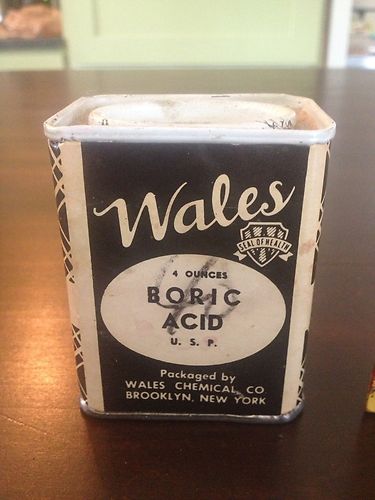 Wales
SEAL OF HEALTH
4 OUNCES
BORIC
ACID
U. S. P.
Packaged by
WALES CHEMICAL CO
BROOKLYN, NEW YORK